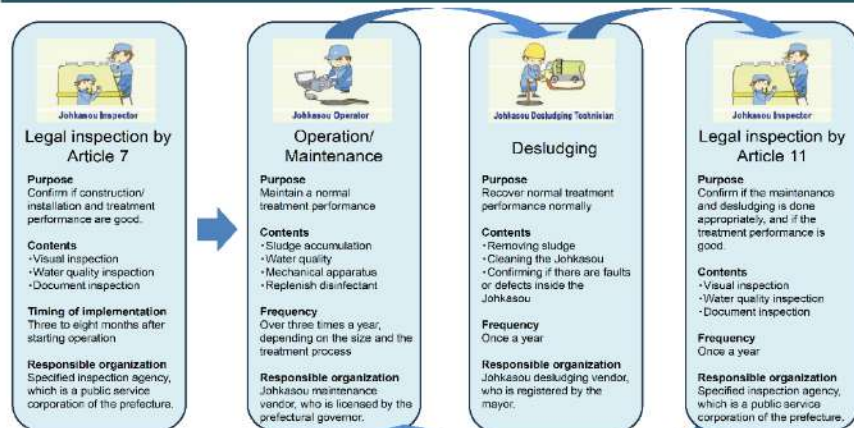 Johkasou Inspector
Legal inspection by
Article 7
Purpose
Confirm if construction/
installation and treatment
performance are good.
Contents
・Visual inspection
・Water quality inspection
・Document inspection
Timing of implementation
Three to eight months after
starting operation
Responsible organization
Specified inspection agency,
which is a public service
corporation of the prefectura.
Johkasou Operator
Operation/
Maintenance
Purpose
Maintain a normal
treatment performance
Contents
・Sludge accumulation
・Water quality
・Mechanical apparatus
・Replenish disinfectant
Frequency
Over three times a year,
depending on the size and the
treatment process
Responsible organization
Johkasou maintenance
vendor, who is licensed by the
prefectural governor.
Johkasou Desludging Technician
Desludging
Purpose
Recover normal treatment
performance normally
Contents
・Removing sludge
・Cleaning the Johkasou
・Confirming if there are faults
or defects inside the
Johkasou
Frequency
Once a year
Responsible organization
Johkasou desludging vendor,
who is registered by the
mayor.
Johkasou Inspector
Legal inspection by
Article 11
Purpose
Confirm if the maintenance
and desludging is done
appropriately, and if the
treatment performance is
good.
Contents
・Visual inspection
・Water quality inspection
・Document inspection
Frequency
Once a year
Responsible organization
Specified inspection agency,
which is a public service
corporation of the prefecture.